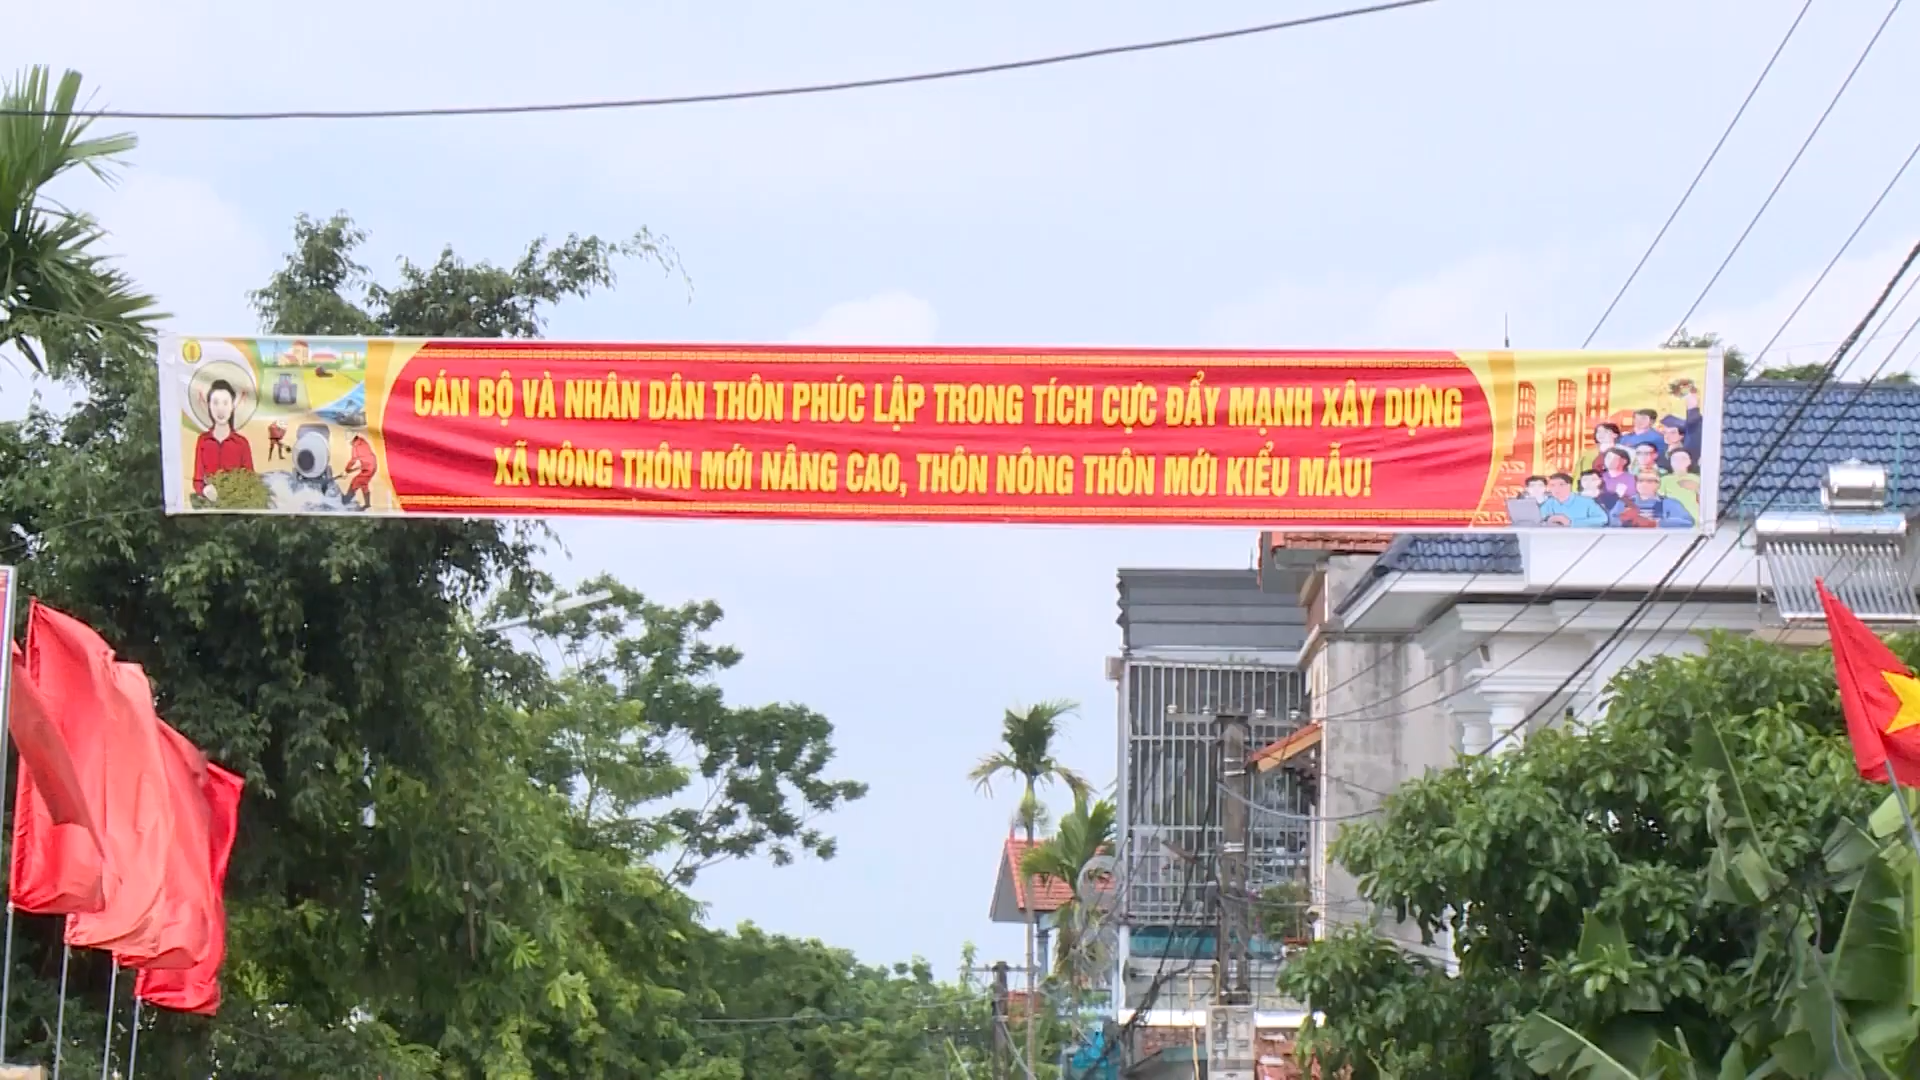 CÁN BỘ VÀ NHÂN DÂN THÔN PHÚC LẬP TRONG TÍCH CỰC ĐẨY MẠNH XÂY DỰNG
XÃ NÔNG THÔN MỚI NÂNG CAO, THÔN NÔNG THÔN MỚI KIỂU MẪU!